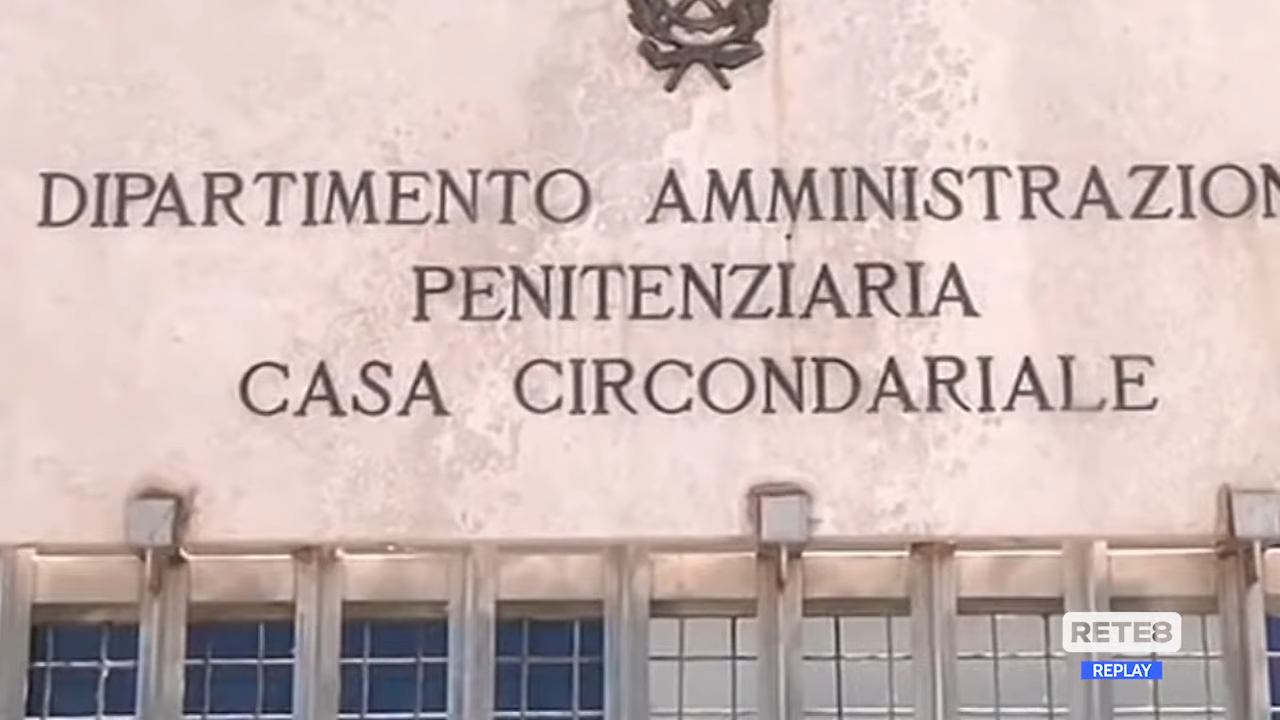 DIPARTIMENTO AMMINISTRAZION
PENITENZIARIA
CASA CIRCONDARIALE
RETE8
REPLAY